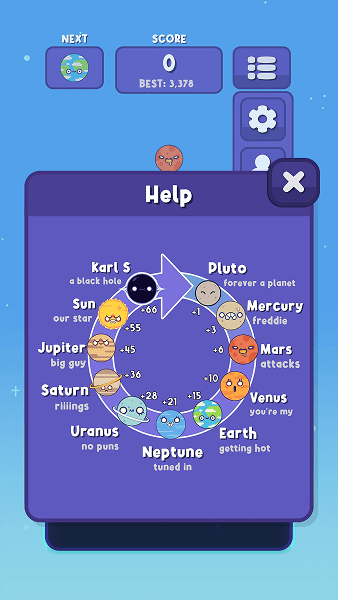 NEXT
SCORE
0
BEST: 3,378
Help
Karl S
a black hole
+66
Pluto
forever a planet
+1
Sun
our star
+55
Mercury
freddie
+3
Jupiter
big guy
+45
Mars
attacks
+6
Saturn
riiiings
+36
Venus
you're my
+10
Uranus
no puns
+28
+21
+15
Earth
getting hot
Neptune
tuned in